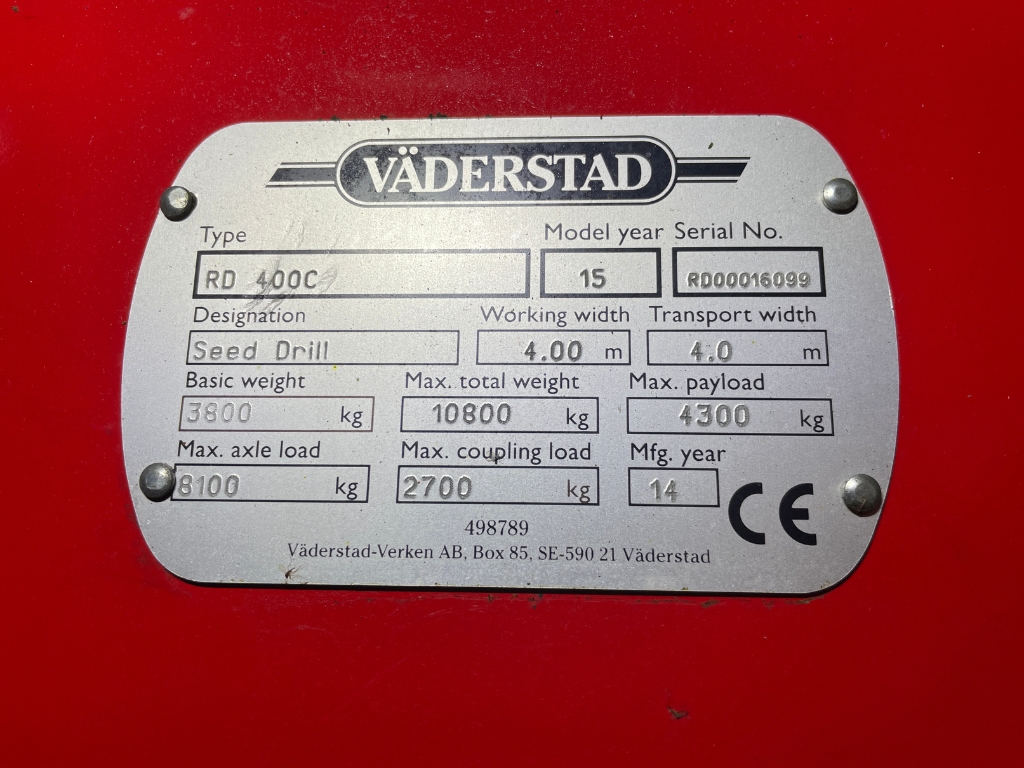 VÄDERSTAD
Type Model year Serial No.
RD 400C 15 RD00016099
Designation Working width Transport width
Seed Drill 4.00 m 4.0 m
Basic weight Max. total weight Max. payload
3800 kg 10800 kg 4300 kg
Max. axle load Max. coupling load Mfg. year
8100 kg 2700 kg 14 CE
498789
Väderstad-Verken AB, Box 85, SE-590 21 Väderstad